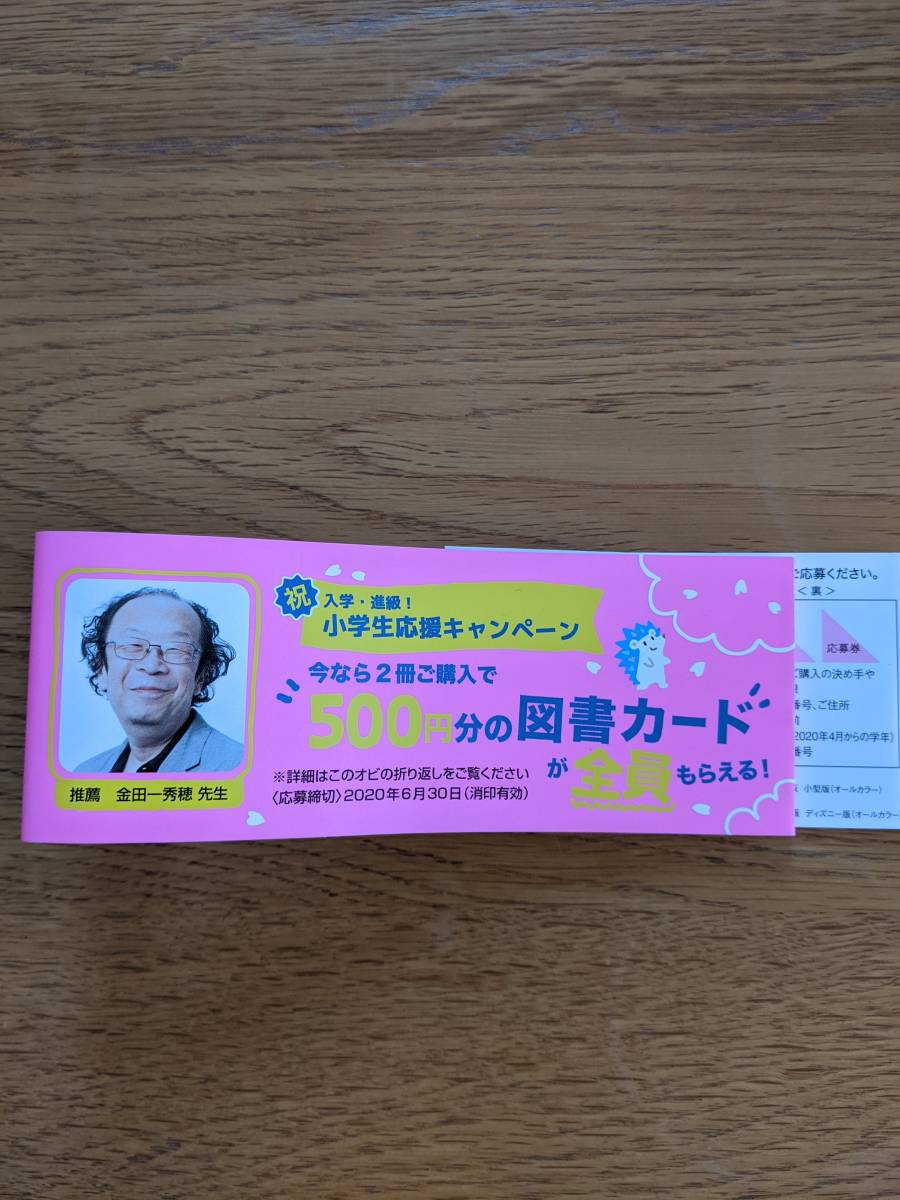 祝
入学・進級！
小学生応援キャンペーン
今なら２冊ご購入で
500円分の図書カード
が全員もらえる！
※詳細はこのオビの折り返しをご覧ください
〈応募締切〉2020年6月30日（消印有効）
推薦　金田一秀穂 先生
ご応募ください。
＜裏＞
応募券
ご購入の決め手や
番号、ご住所
前
2020年4月からの学年）
番号
版 小型版（オールカラー）
版 ディズニー版（オールカラー